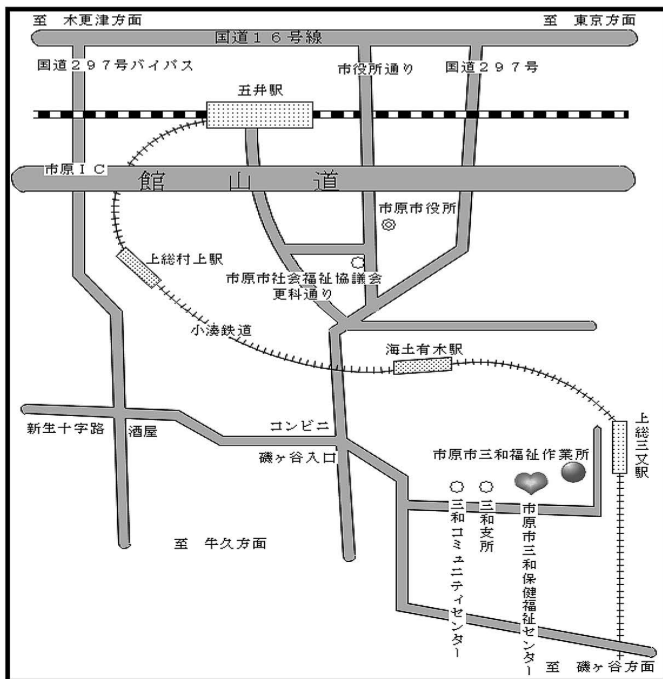 至　木更津方面
至　東京方面
国道１６号線
国道２９７号バイパス
市役所通り
国道２９７号
五井駅
市原ＩＣ
館山道
市原市役所
上総村上駅
市原市社会福祉協議会
更科通り
小湊鉄道
海士有木駅
新生十字路
酒屋
コンビニ
磯ヶ谷入口
上総三又駅
市原市三和福祉作業所
三和コミュニティセンター
三和支所
市原市三和保健福祉センター
至　牛久方面
至　磯ヶ谷方面